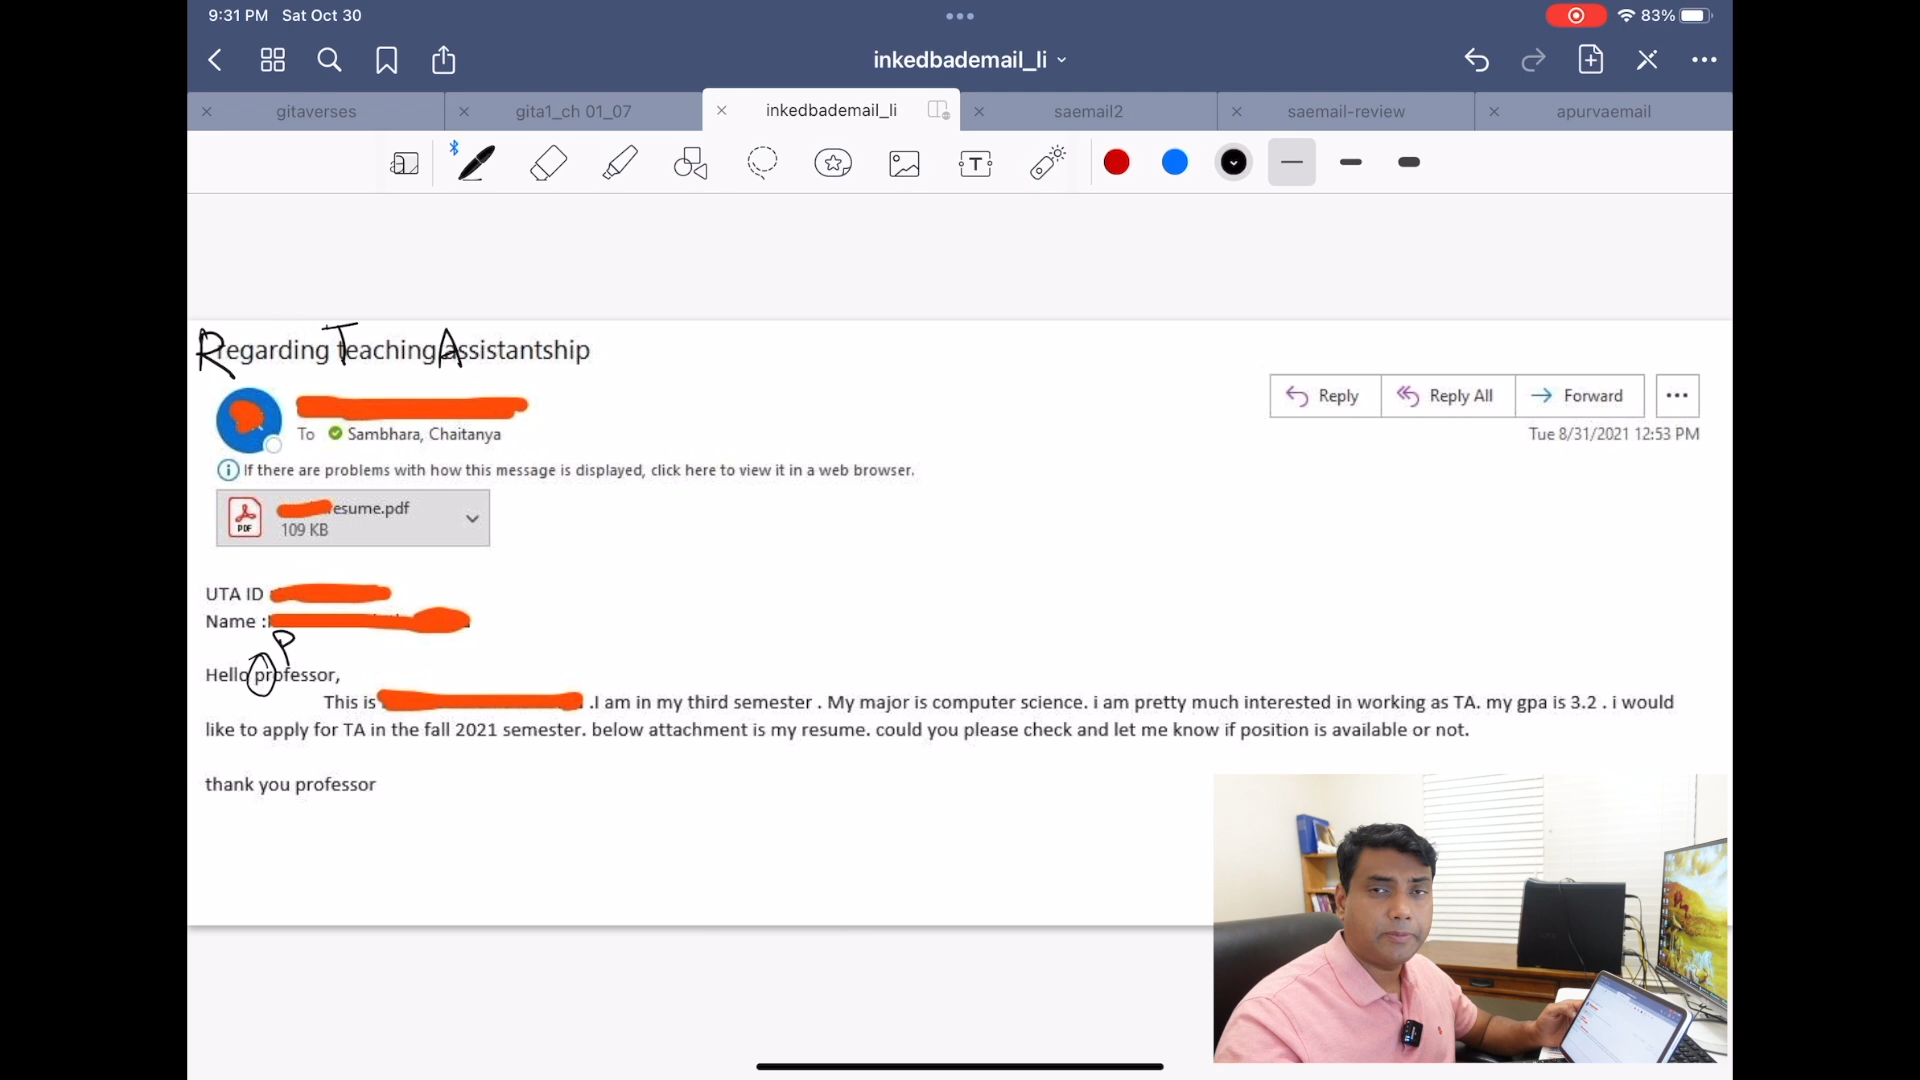 9:31 PM Sat Oct 30
83%
inkedbademail_li
gitaverses
gita1_ch 01_07
inkedbademail_li
saemail2
saemail-review
apurvaemail
a
T
R T A
regarding teaching assistantship
Reply
Reply All
Forward
To Sambhara, Chaitanya
Tue 8/31/2021 12:53 PM
If there are problems with how this message is displayed, click here to view it in a web browser.
PDF
esume.pdf
109 KB
UTA ID
Name :
P
Hello professor,
This is .I am in my third semester . My major is computer science. i am pretty much interested in working as TA. my gpa is 3.2 . i would
like to apply for TA in the fall 2021 semester. below attachment is my resume. could you please check and let me know if position is available or not.
thank you professor